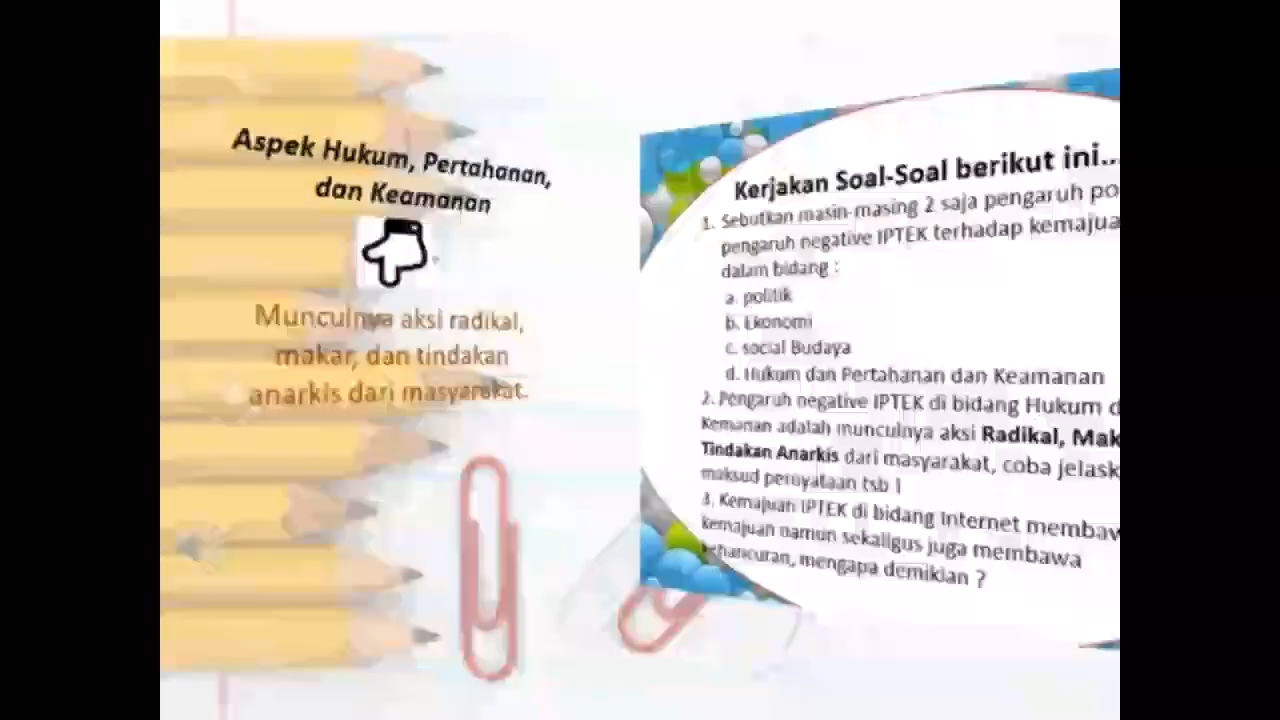 Aspek Hukum, Pertahanan,
dan Keamanan
Munculnya aksi radikal,
makar, dan tindakan
anarkis dari masyarakat.
Kerjakan Soal-Soal berikut ini...
1. Sebutkan masin-masing 2 saja pengaruh po
pengaruh negative IPTEK terhadap kemajua
dalam bidang :
a. politik
b. Ekonomi
c. social Budaya
d. Hukum dan Pertahanan dan Keamanan
2. Pengaruh negative IPTEK di bidang Hukum d
Kemanan adalah munculnya aksi Radikal, Mak
Tindakan Anarkis dari masyarakat, coba jelask
maksud pernyataan tsb !
3. Kemajuan IPTEK di bidang Internet membaw
kemajuan namun sekaligus juga membawa
kehancuran, mengapa demikian ?